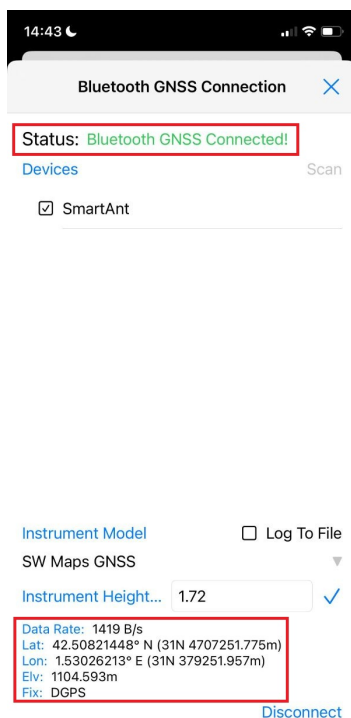 14:43
Bluetooth GNSS Connection
Status: Bluetooth GNSS Connected!
Devices Scan
SmartAnt
Instrument Model Log To File
SW Maps GNSS
Instrument Height... 1.72
Data Rate: 1419 B/s
Lat: 42.50821448° N (31N 4707251.775m)
Lon: 1.53026213° E (31N 379251.957m)
Elv: 1104.593m
Fix: DGPS
Disconnect